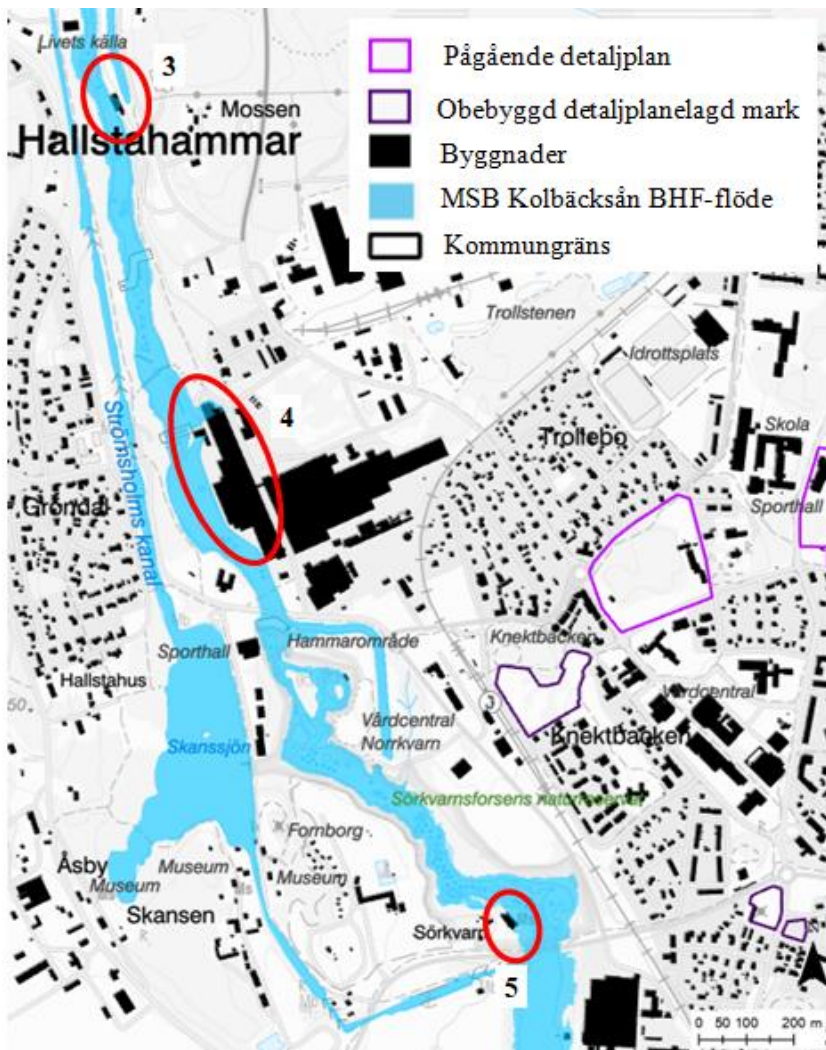 Livets källa
3
Mossen
Hallstahammar
Pågående detaljplan
Obebyggd detaljplanelagd mark
Byggnader
MSB Kolbäcksån BHF-flöde
Kommungräns
Trollstenen
Idrottsplats
4
Trollebo
Skola
Sporthall
Gröndal
Strömsholms kanal
Knektbacken
Hammarområde
Sporthall
Hallstahus
50
Vårdcentral
Norrkvarn
Vårdcentral
Knektbacken
Skanssjön
Sörkvarnsforsens naturreservat
Fornborg
Åsby
Museum
Museum
Museum
Skansen
Sörkvarn
5
0 50 100 200 m